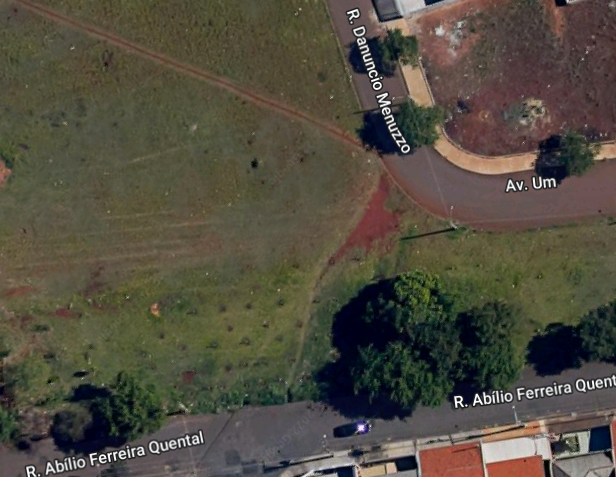 R. Danuncio Menuzzo
Av. Um
R. Abílio Ferreira Quent
R. Abílio Ferreira Quental